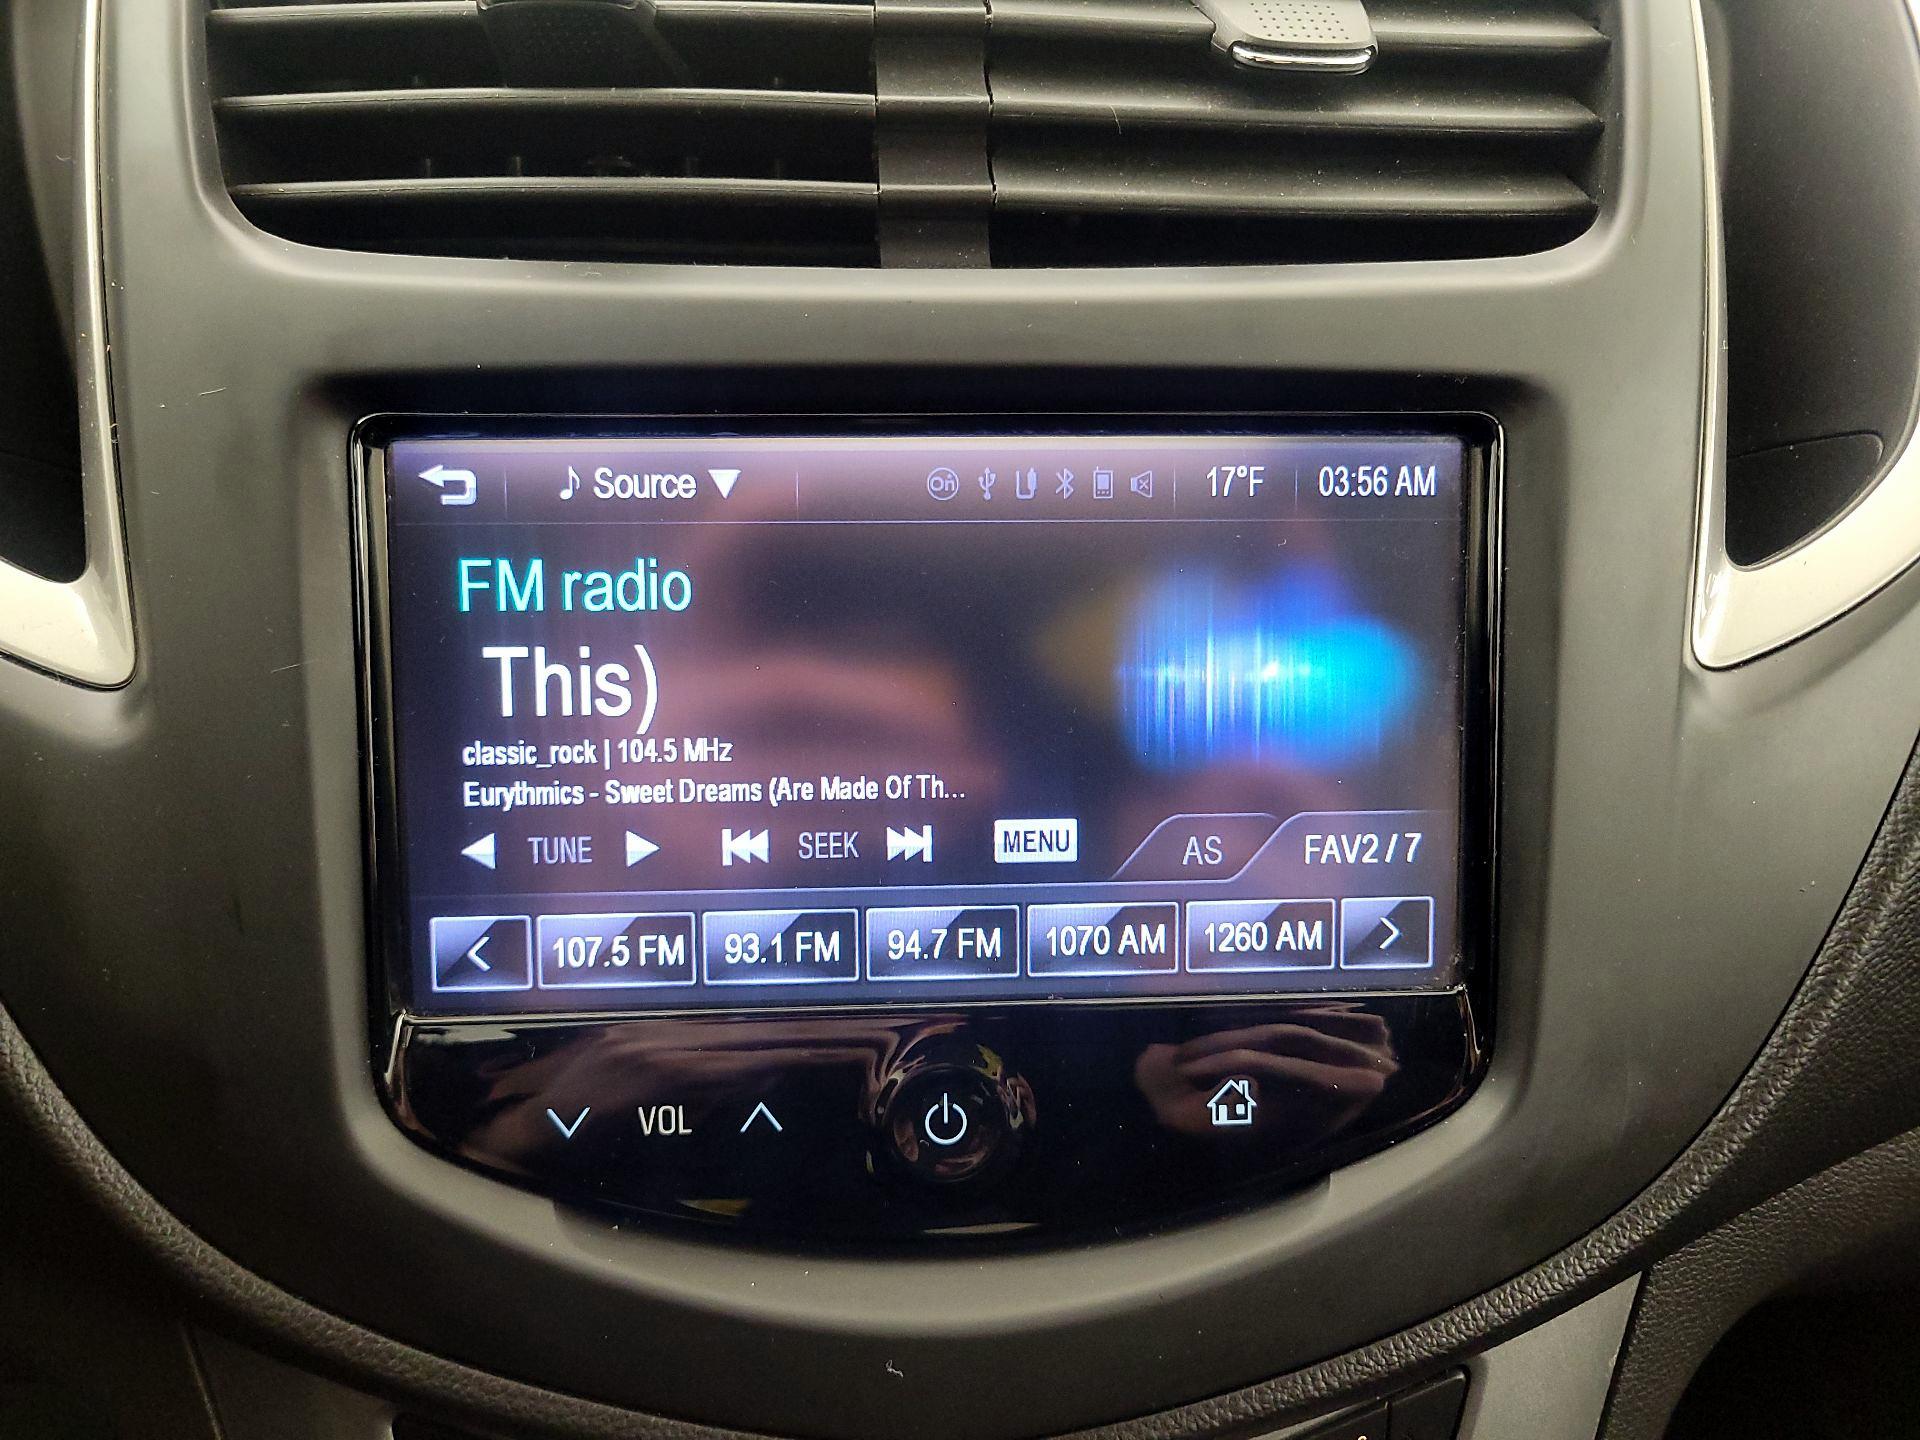 Source On 17°F 03:56 AM
FM radio
This)
classic_rock | 104.5 MHz
Eurythmics - Sweet Dreams (Are Made Of Th...
TUNE SEEK MENU AS FAV2 / 7
< 107.5 FM 93.1 FM 94.7 FM 1070 AM 1260 AM >
VOL